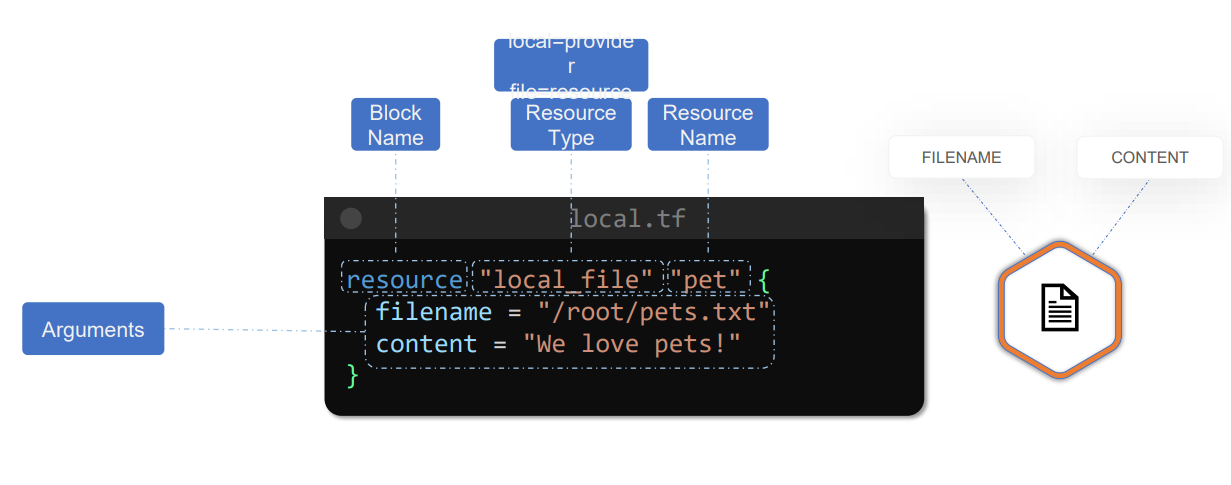 local=provide
r
file=resource
Block
Name
Resource
Type
Resource
Name
FILENAME
CONTENT
local.tf
resource "local_file" "pet" {
filename = "/root/pets.txt"
Arguments
content = "We love pets!"
}